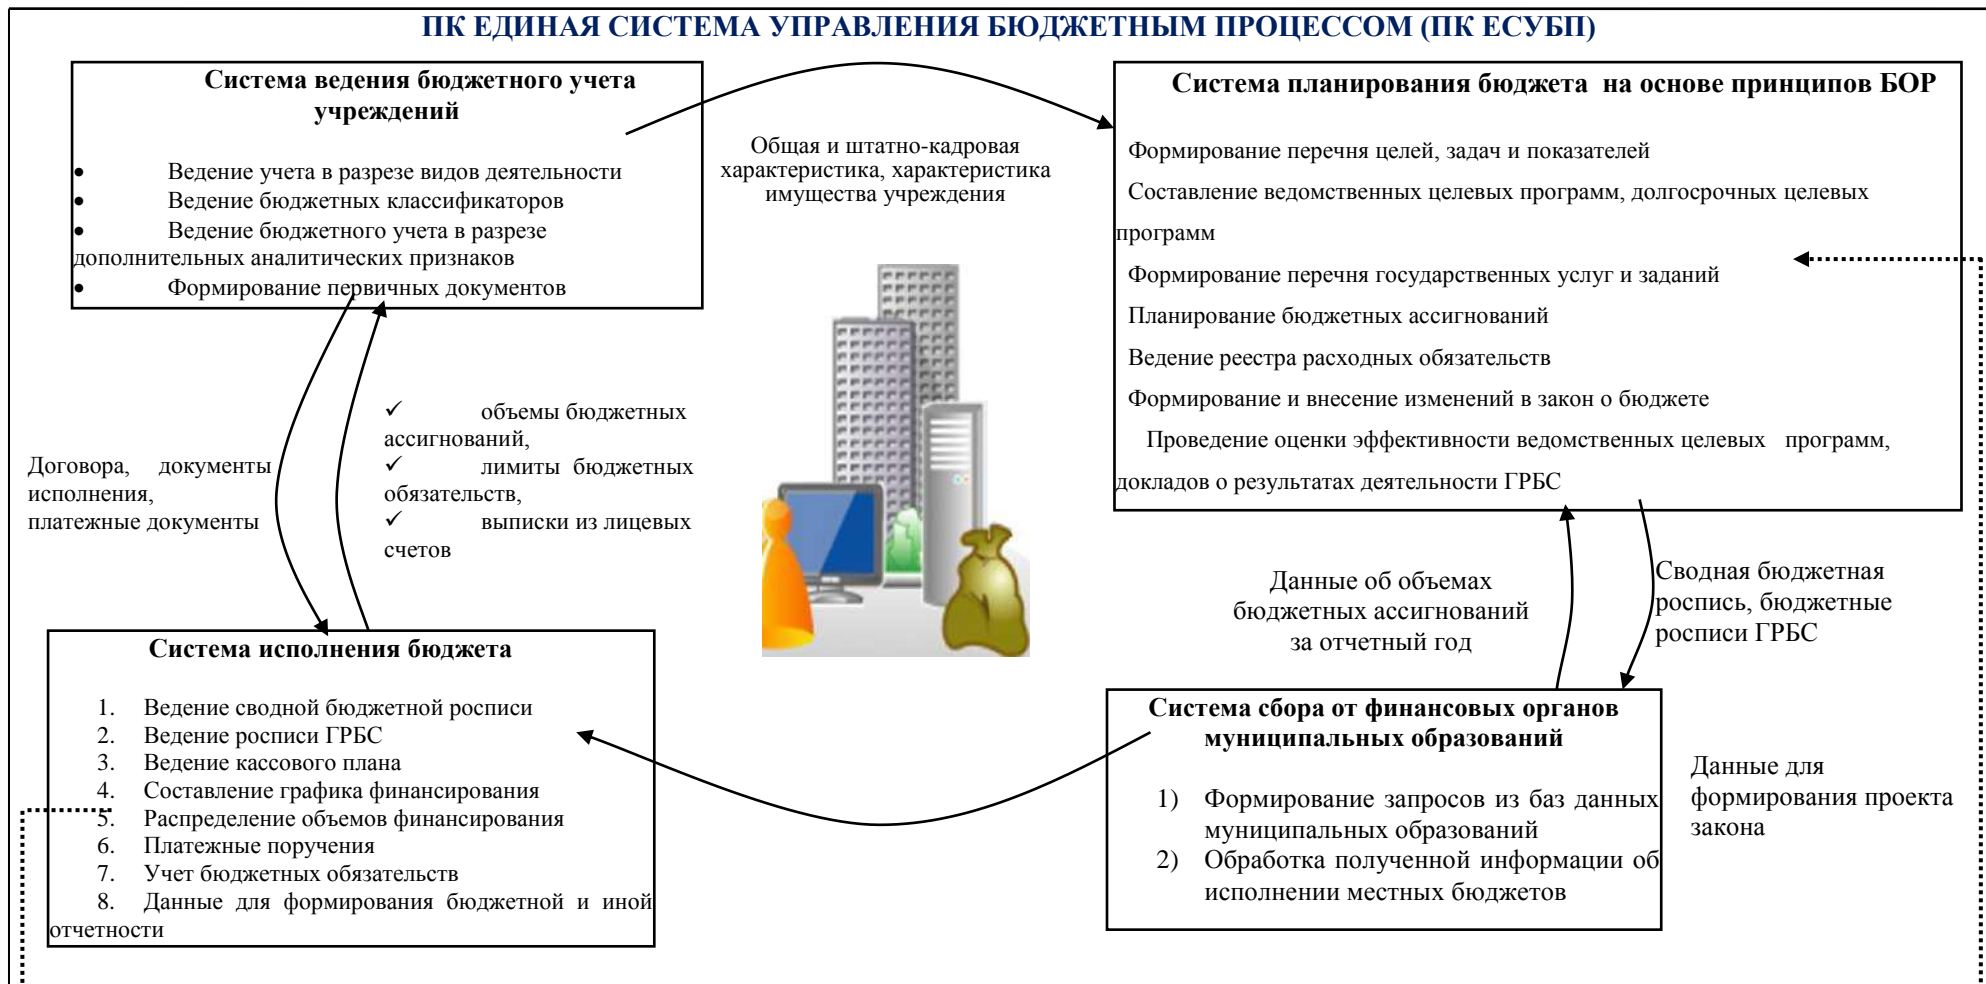 ПК ЕДИНАЯ СИСТЕМА УПРАВЛЕНИЯ БЮДЖЕТНЫМ ПРОЦЕССОМ (ПК ЕСУБП)
Система ведения бюджетного учета
учреждений
• Ведение учета в разрезе видов деятельности
• Ведение бюджетных классификаторов
• Ведение бюджетного учета в разрезе
дополнительных аналитических признаков
• Формирование первичных документов
Общая и штатно-кадровая
характеристика, характеристика
имущества учреждения
Система планирования бюджета на основе принципов БОР
Формирование перечня целей, задач и показателей
Составление ведомственных целевых программ, долгосрочных целевых
программ
Формирование перечня государственных услуг и заданий
Планирование бюджетных ассигнований
Ведение реестра расходных обязательств
Формирование и внесение изменений в закон о бюджете
Проведение оценки эффективности ведомственных целевых программ,
докладов о результатах деятельности ГРБС
Договора, документы
исполнения,
платежные документы
✓ объемы бюджетных
ассигнований,
✓ лимиты бюджетных
обязательств,
✓ выписки из лицевых
счетов
Данные об объемах
бюджетных ассигнований
за отчетный год
Сводная бюджетная
роспись, бюджетные
росписи ГРБС
Система исполнения бюджета
1. Ведение сводной бюджетной росписи
2. Ведение росписи ГРБС
3. Ведение кассового плана
4. Составление графика финансирования
5. Распределение объемов финансирования
6. Платежные поручения
7. Учет бюджетных обязательств
8. Данные для формирования бюджетной и иной
отчетности
Система сбора от финансовых органов
муниципальных образований
1) Формирование запросов из баз данных
муниципальных образований
2) Обработка полученной информации об
исполнении местных бюджетов
Данные для
формирования проекта
закона